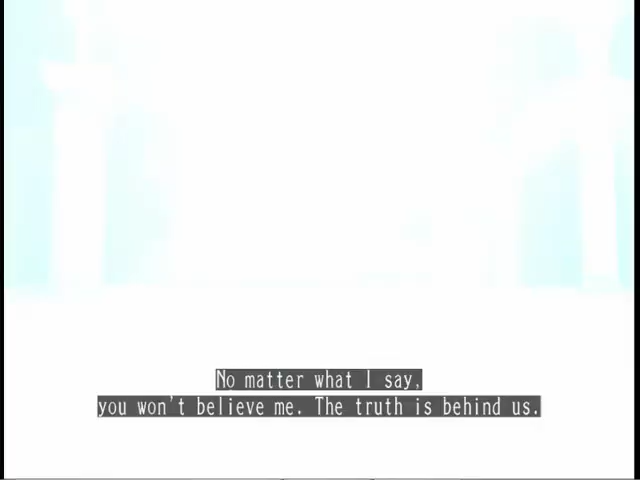 No matter what I say,
you won't believe me. The truth is behind us.